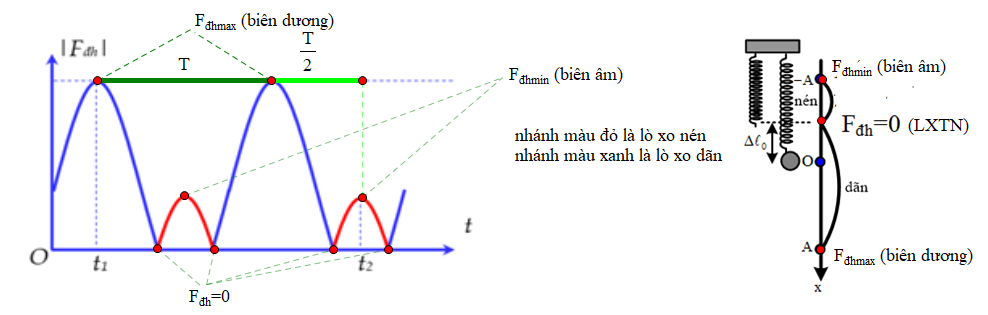 Fđhmax (biên dương)
|Fđh|
T
T/2
Fđhmin (biên âm)
nhánh màu đỏ là lò xo nén
nhánh màu xanh là lò xo dãn
O
t1
t2
t
Fđh=0
-A
Fđhmin (biên âm)
nén
Fđh=0 (LXTN)
Δℓ0
O
dãn
A
Fđhmax (biên dương)
x